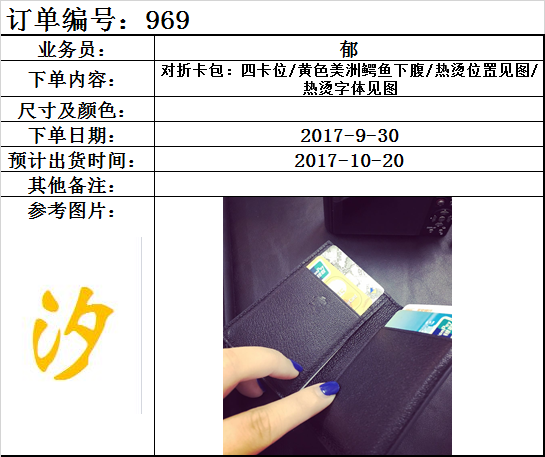 订单编号：969
业务员：
郁
下单内容：
对折卡包：四卡位/黄色美洲鳄鱼下腹/热烫位置见图/
热烫字体见图
尺寸及颜色：
下单日期：
2017-9-30
预计出货时间：
2017-10-20
其他备注：
参考图片：
汐